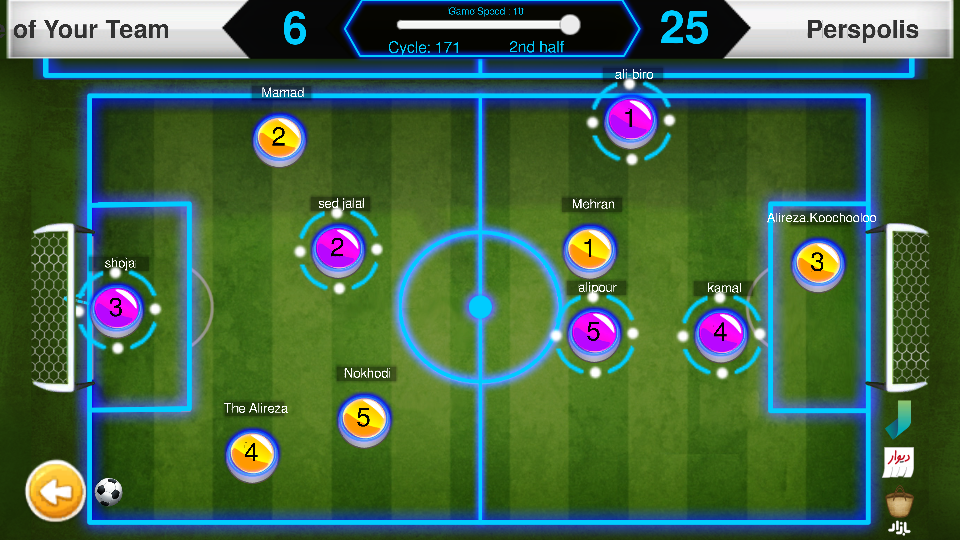 of Your Team
6
Game Speed : 10
Cycle: 171
2nd half
25
Perspolis
ali biro
1
Mamad
2
sed jalal
2
Mehran
1
Alireza.Koochooloo
3
shoja
3
alipour
5
kamal
4
Nokhodi
5
The Alireza
4
دیوار
بازار